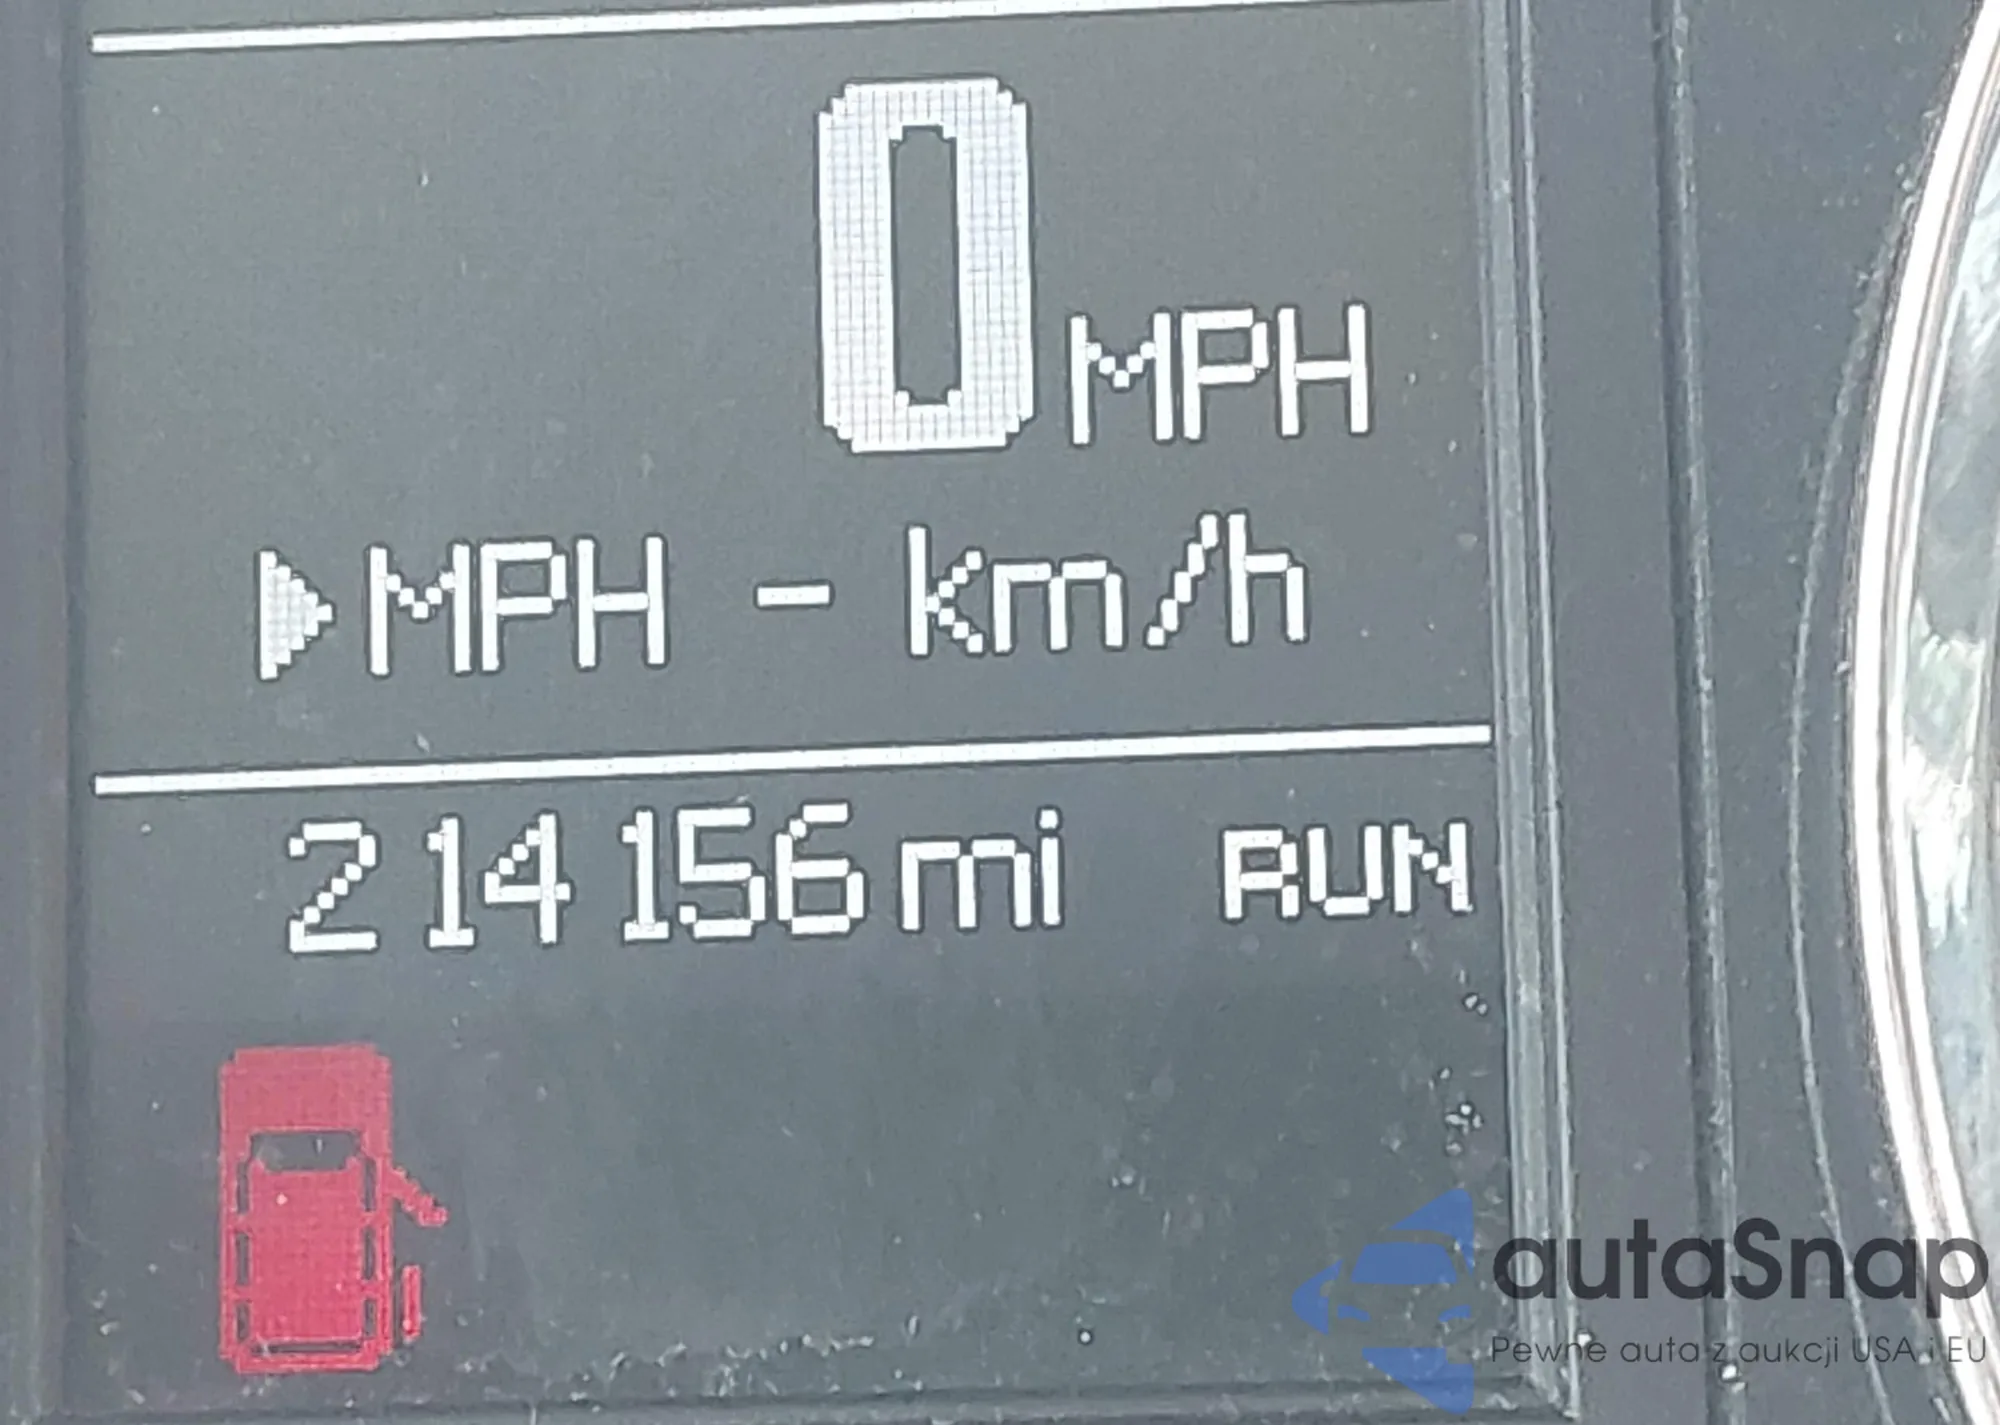 0 MPH
MPH - km/h
214156 mi RUN
autaSnap
Pewne auta z aukcji USA i EU